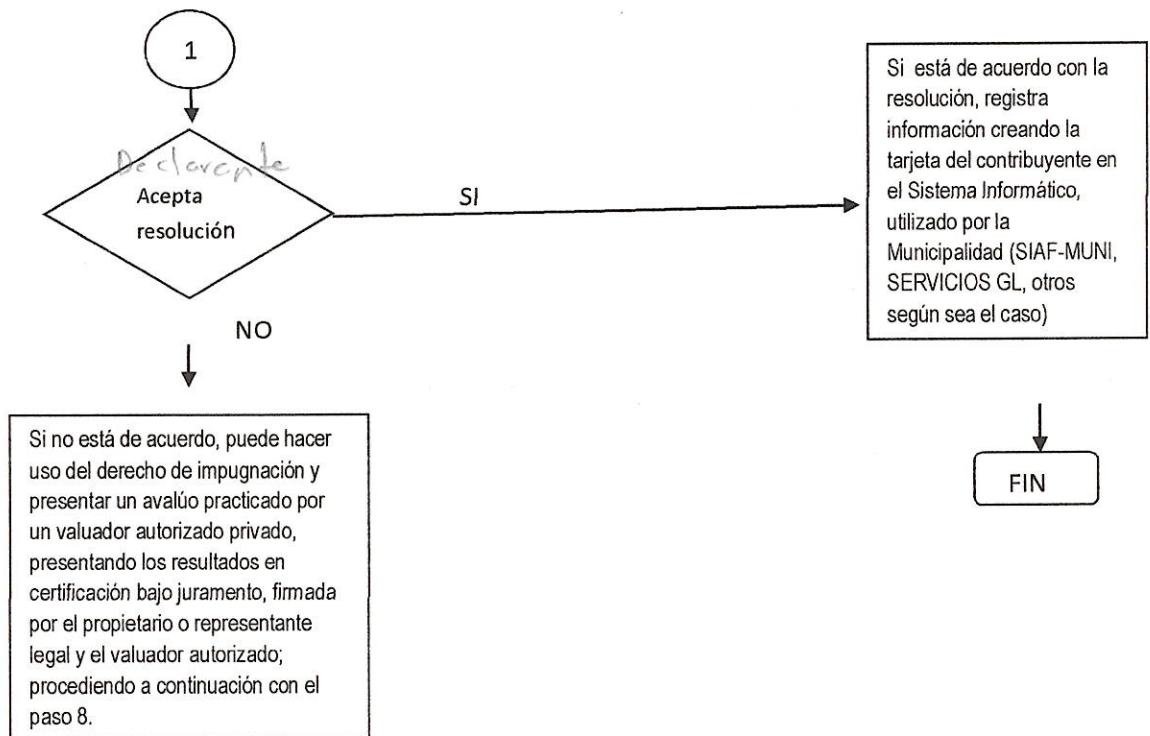 1
Declarante
Acepta
resolución
SI
NO
Si está de acuerdo con la
resolución, registra
información creando la
tarjeta del contribuyente en
el Sistema Informático,
utilizado por la
Municipalidad (SIAF-MUNI,
SERVICIOS GL, otros
según sea el caso)
FIN
Si no está de acuerdo, puede hacer
uso del derecho de impugnación y
presentar un avalúo practicado por
un valuador autorizado privado,
presentando los resultados en
certificación bajo juramento, firmada
por el propietario o representante
legal y el valuador autorizado;
procediendo a continuación con el
paso 8.